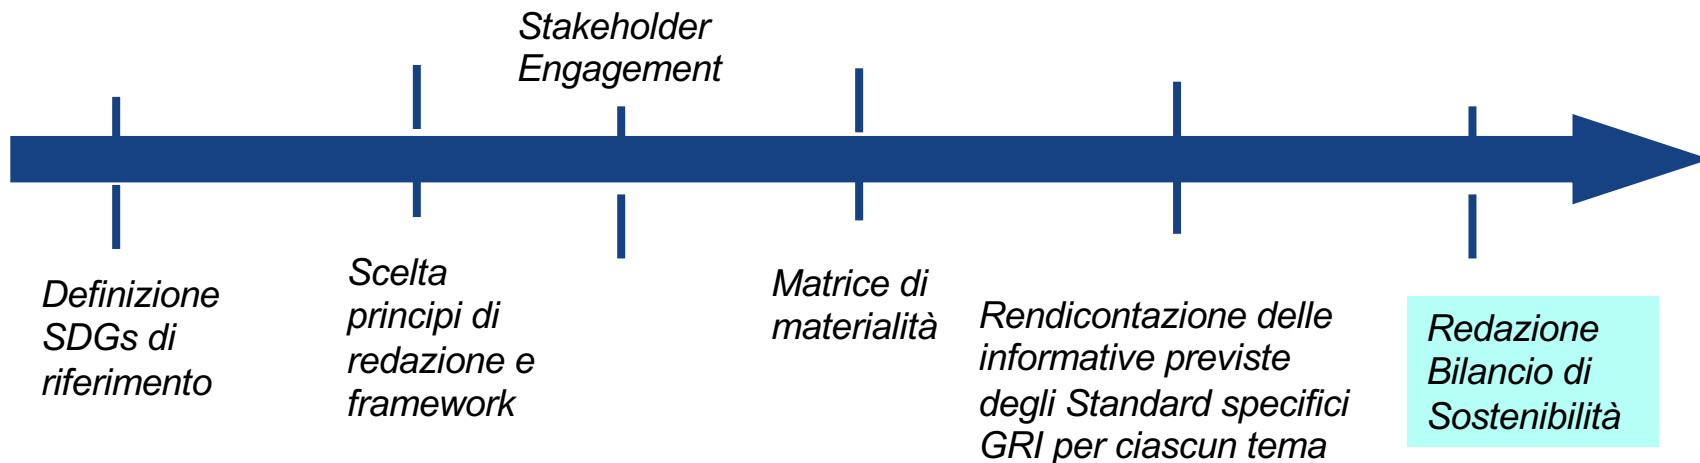 Stakeholder
Engagement
Definizione
SDGs di
riferimento
Scelta
principi di
redazione e
framework
Matrice di
materialità
Rendicontazione delle
informative previste
degli Standard specifici
GRI per ciascun tema
Redazione
Bilancio di
Sostenibilità